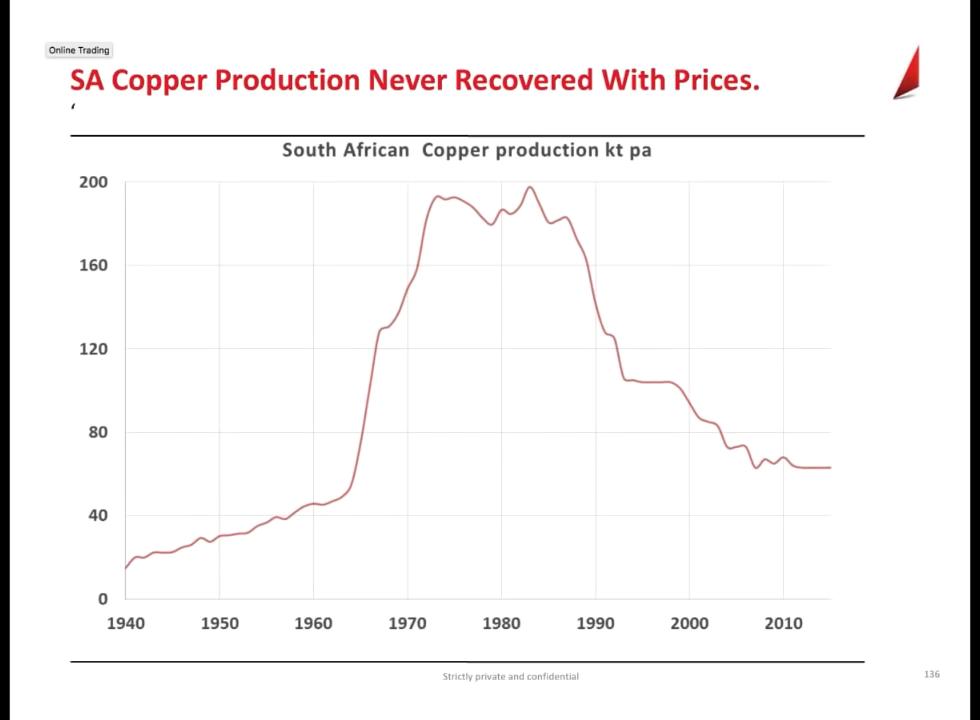 Online Trading
SA Copper Production Never Recovered With Prices.
‘
South African Copper production kt pa
200
160
120
80
40
0
1940 1950 1960 1970 1980 1990 2000 2010
Strictly private and confidential
136